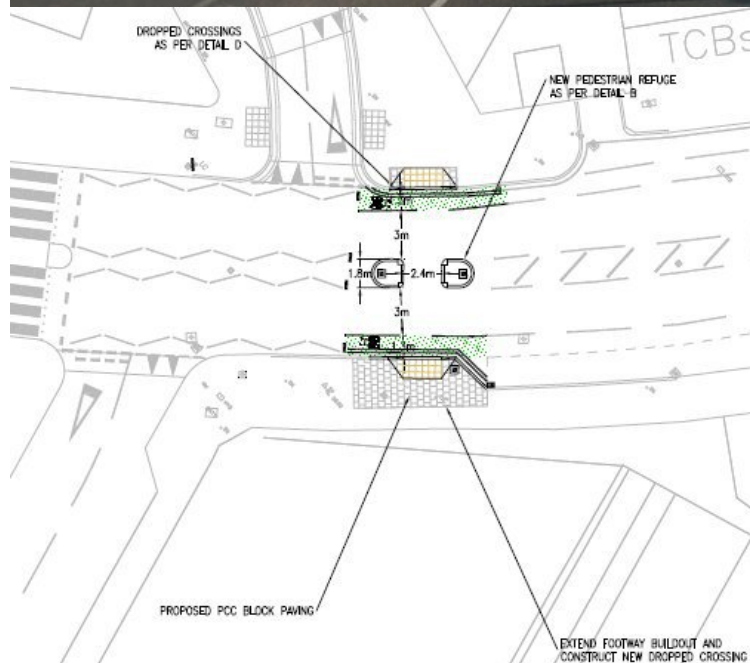 DROPPED CROSSINGS
AS PER DETAIL D
TCBs
NEW PEDESTRIAN REFUGE
AS PER DETAIL B
3m
1.8m
2.4m
3m
PROPOSED PCC BLOCK PAVING
EXTEND FOOTWAY BUILDOUT AND
CONSTRUCT NEW DROPPED CROSSING